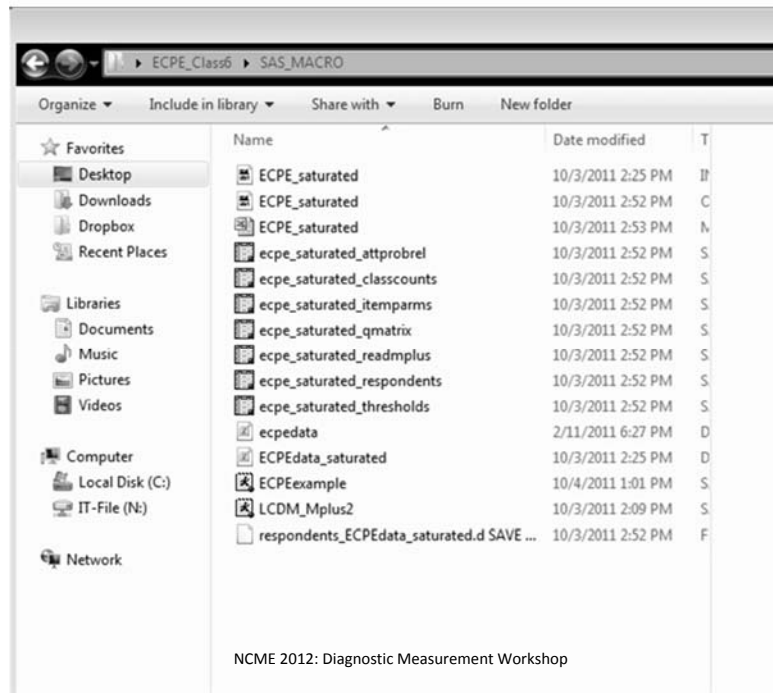 ECPE_Class6 SAS_MACRO
Organize Include in library Share with Burn New folder
Favorites
Desktop
Downloads
Dropbox
Recent Places
Libraries
Documents
Music
Pictures
Videos
Computer
Local Disk (C:)
IT-File (N:)
Network
Name Date modified T
ECPE_saturated 10/3/2011 2:25 PM
ECPE_saturated 10/3/2011 2:52 PM C
ECPE_saturated 10/3/2011 2:53 PM
ecpe_saturated_attprobrel 10/3/2011 2:52 PM S
ecpe_saturated_classcounts 10/3/2011 2:52 PM S
ecpe_saturated_itemparms 10/3/2011 2:52 PM S
ecpe_saturated_qmatrix 10/3/2011 2:52 PM S
ecpe_saturated_readmplus 10/3/2011 2:52 PM S
ecpe_saturated_respondents 10/3/2011 2:52 PM S
ecpe_saturated_thresholds 10/3/2011 2:52 PM S
ecpedata 2/11/2011 6:27 PM D
ECPEdata_saturated 10/3/2011 2:25 PM D
ECPEexample 10/4/2011 1:01 PM S
LCDM_Mplus2 10/3/2011 2:09 PM S
respondents_ECPEdata_saturated.d SAVE ... 10/3/2011 2:52 PM F
NCME 2012: Diagnostic Measurement Workshop